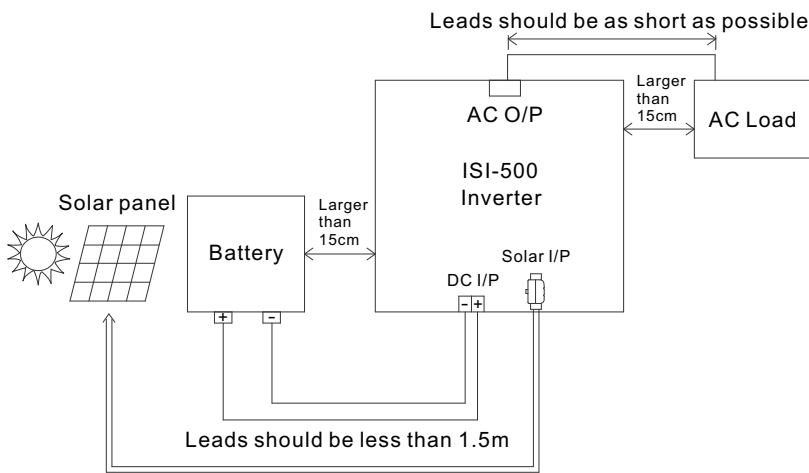 Leads should be as short as possible
AC O/P
Larger
than
15cm
AC Load
ISI-500
Inverter
Solar panel
Battery
Larger
than
15cm
Solar I/P
DC I/P
- +
+ -
Leads should be less than 1.5m